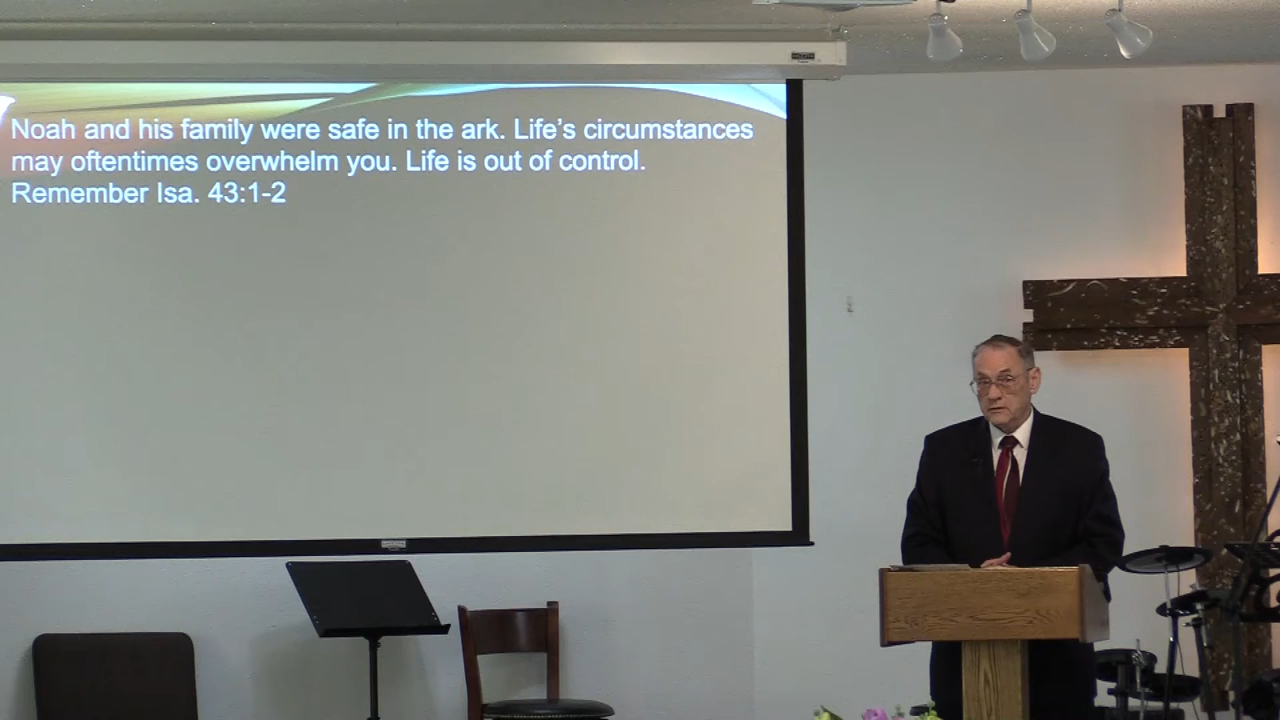 Noah and his family were safe in the ark. Life’s circumstances
may oftentimes overwhelm you. Life is out of control.
Remember Isa. 43:1-2